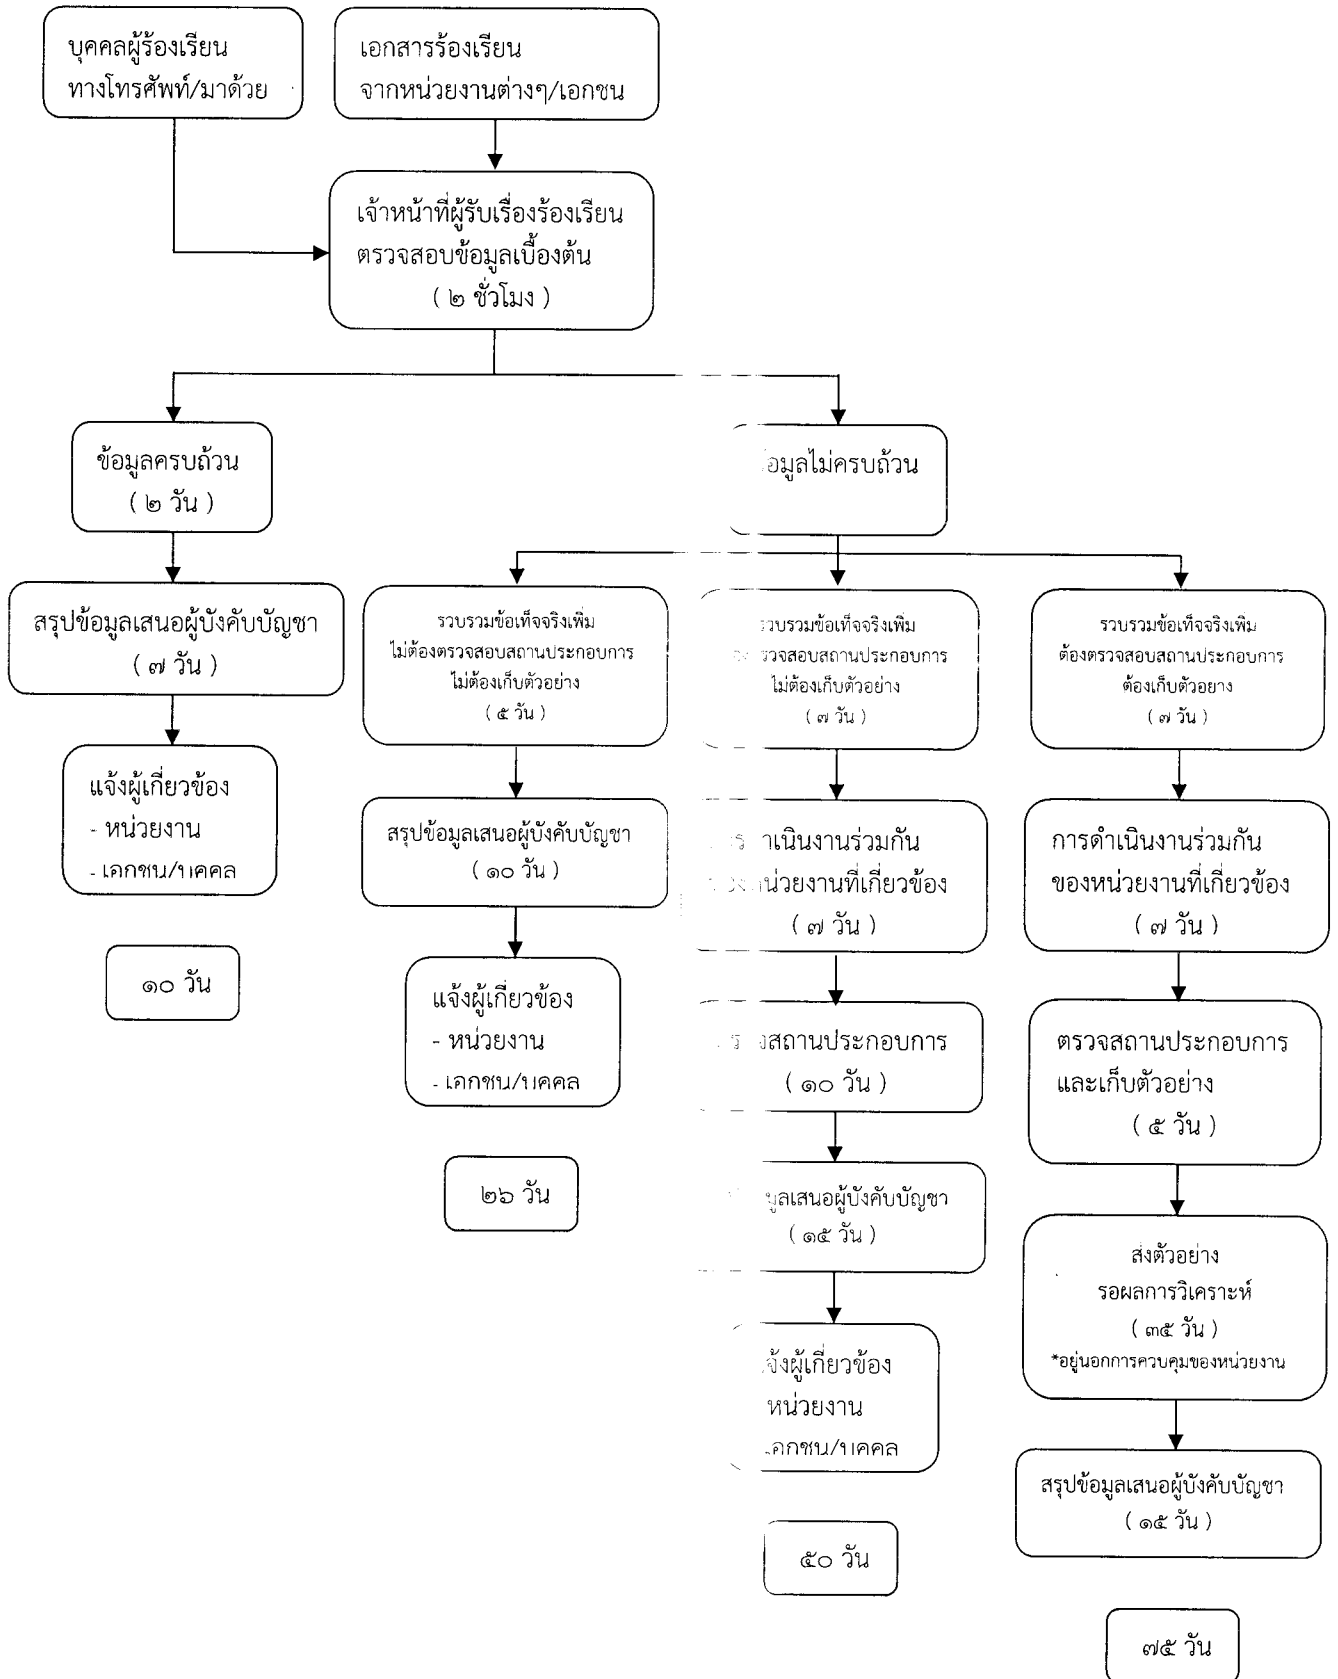 บุคคลผู้ร้องเรียน
ทางโทรศัพท์/มาด้วย
เอกสารร้องเรียน
จากหน่วยงานต่างๆ/เอกชน
เจ้าหน้าที่ผู้รับเรื่องร้องเรียน
ตรวจสอบข้อมูลเบื้องต้น
( ๒ ชั่วโมง )
ข้อมูลครบถ้วน
( ๒ วัน )
สรุปข้อมูลเสนอผู้บังคับบัญชา
( ๗ วัน )
แจ้งผู้เกี่ยวข้อง
- หน่วยงาน
- เอกชน/บุคคล
๑๐ วัน
อมูลไม่ครบถ้วน
รวบรวมข้อเท็จจริงเพิ่ม
ไม่ต้องตรวจสอบสถานประกอบการ
ไม่ต้องเก็บตัวอย่าง
( ๕ วัน )
สรุปข้อมูลเสนอผู้บังคับบัญชา
( ๑๐ วัน )
แจ้งผู้เกี่ยวข้อง
- หน่วยงาน
- เอกชน/บุคคล
๒๖ วัน
รวบรวมข้อเท็จจริงเพิ่ม
รวจสอบสถานประกอบการ
ไม่ต้องเก็บตัวอย่าง
( ๗ วัน )
าเนินงานร่วมกัน
น่วยงานที่เกี่ยวข้อง
( ๗ วัน )
สถานประกอบการ
( ๑๐ วัน )
มูลเสนอผู้บังคับบัญชา
( ๑๕ วัน )
จ้งผู้เกี่ยวข้อง
หน่วยงาน
เอกชน/บุคคล
๕๐ วัน
รวบรวมข้อเท็จจริงเพิ่ม
ต้องตรวจสอบสถานประกอบการ
ต้องเก็บตัวอยาง
( ๗ วัน )
การดำเนินงานร่วมกัน
ของหน่วยงานที่เกี่ยวข้อง
( ๗ วัน )
ตรวจสถานประกอบการ
และเก็บตัวอย่าง
( ๕ วัน )
ส่งตัวอย่าง
รอผลการวิเคราะห์
( ๓๕ วัน )
*อยู่นอกการควบคุมของหน่วยงาน
สรุปข้อมูลเสนอผู้บังคับบัญชา
( ๑๕ วัน )
๗๕ วัน